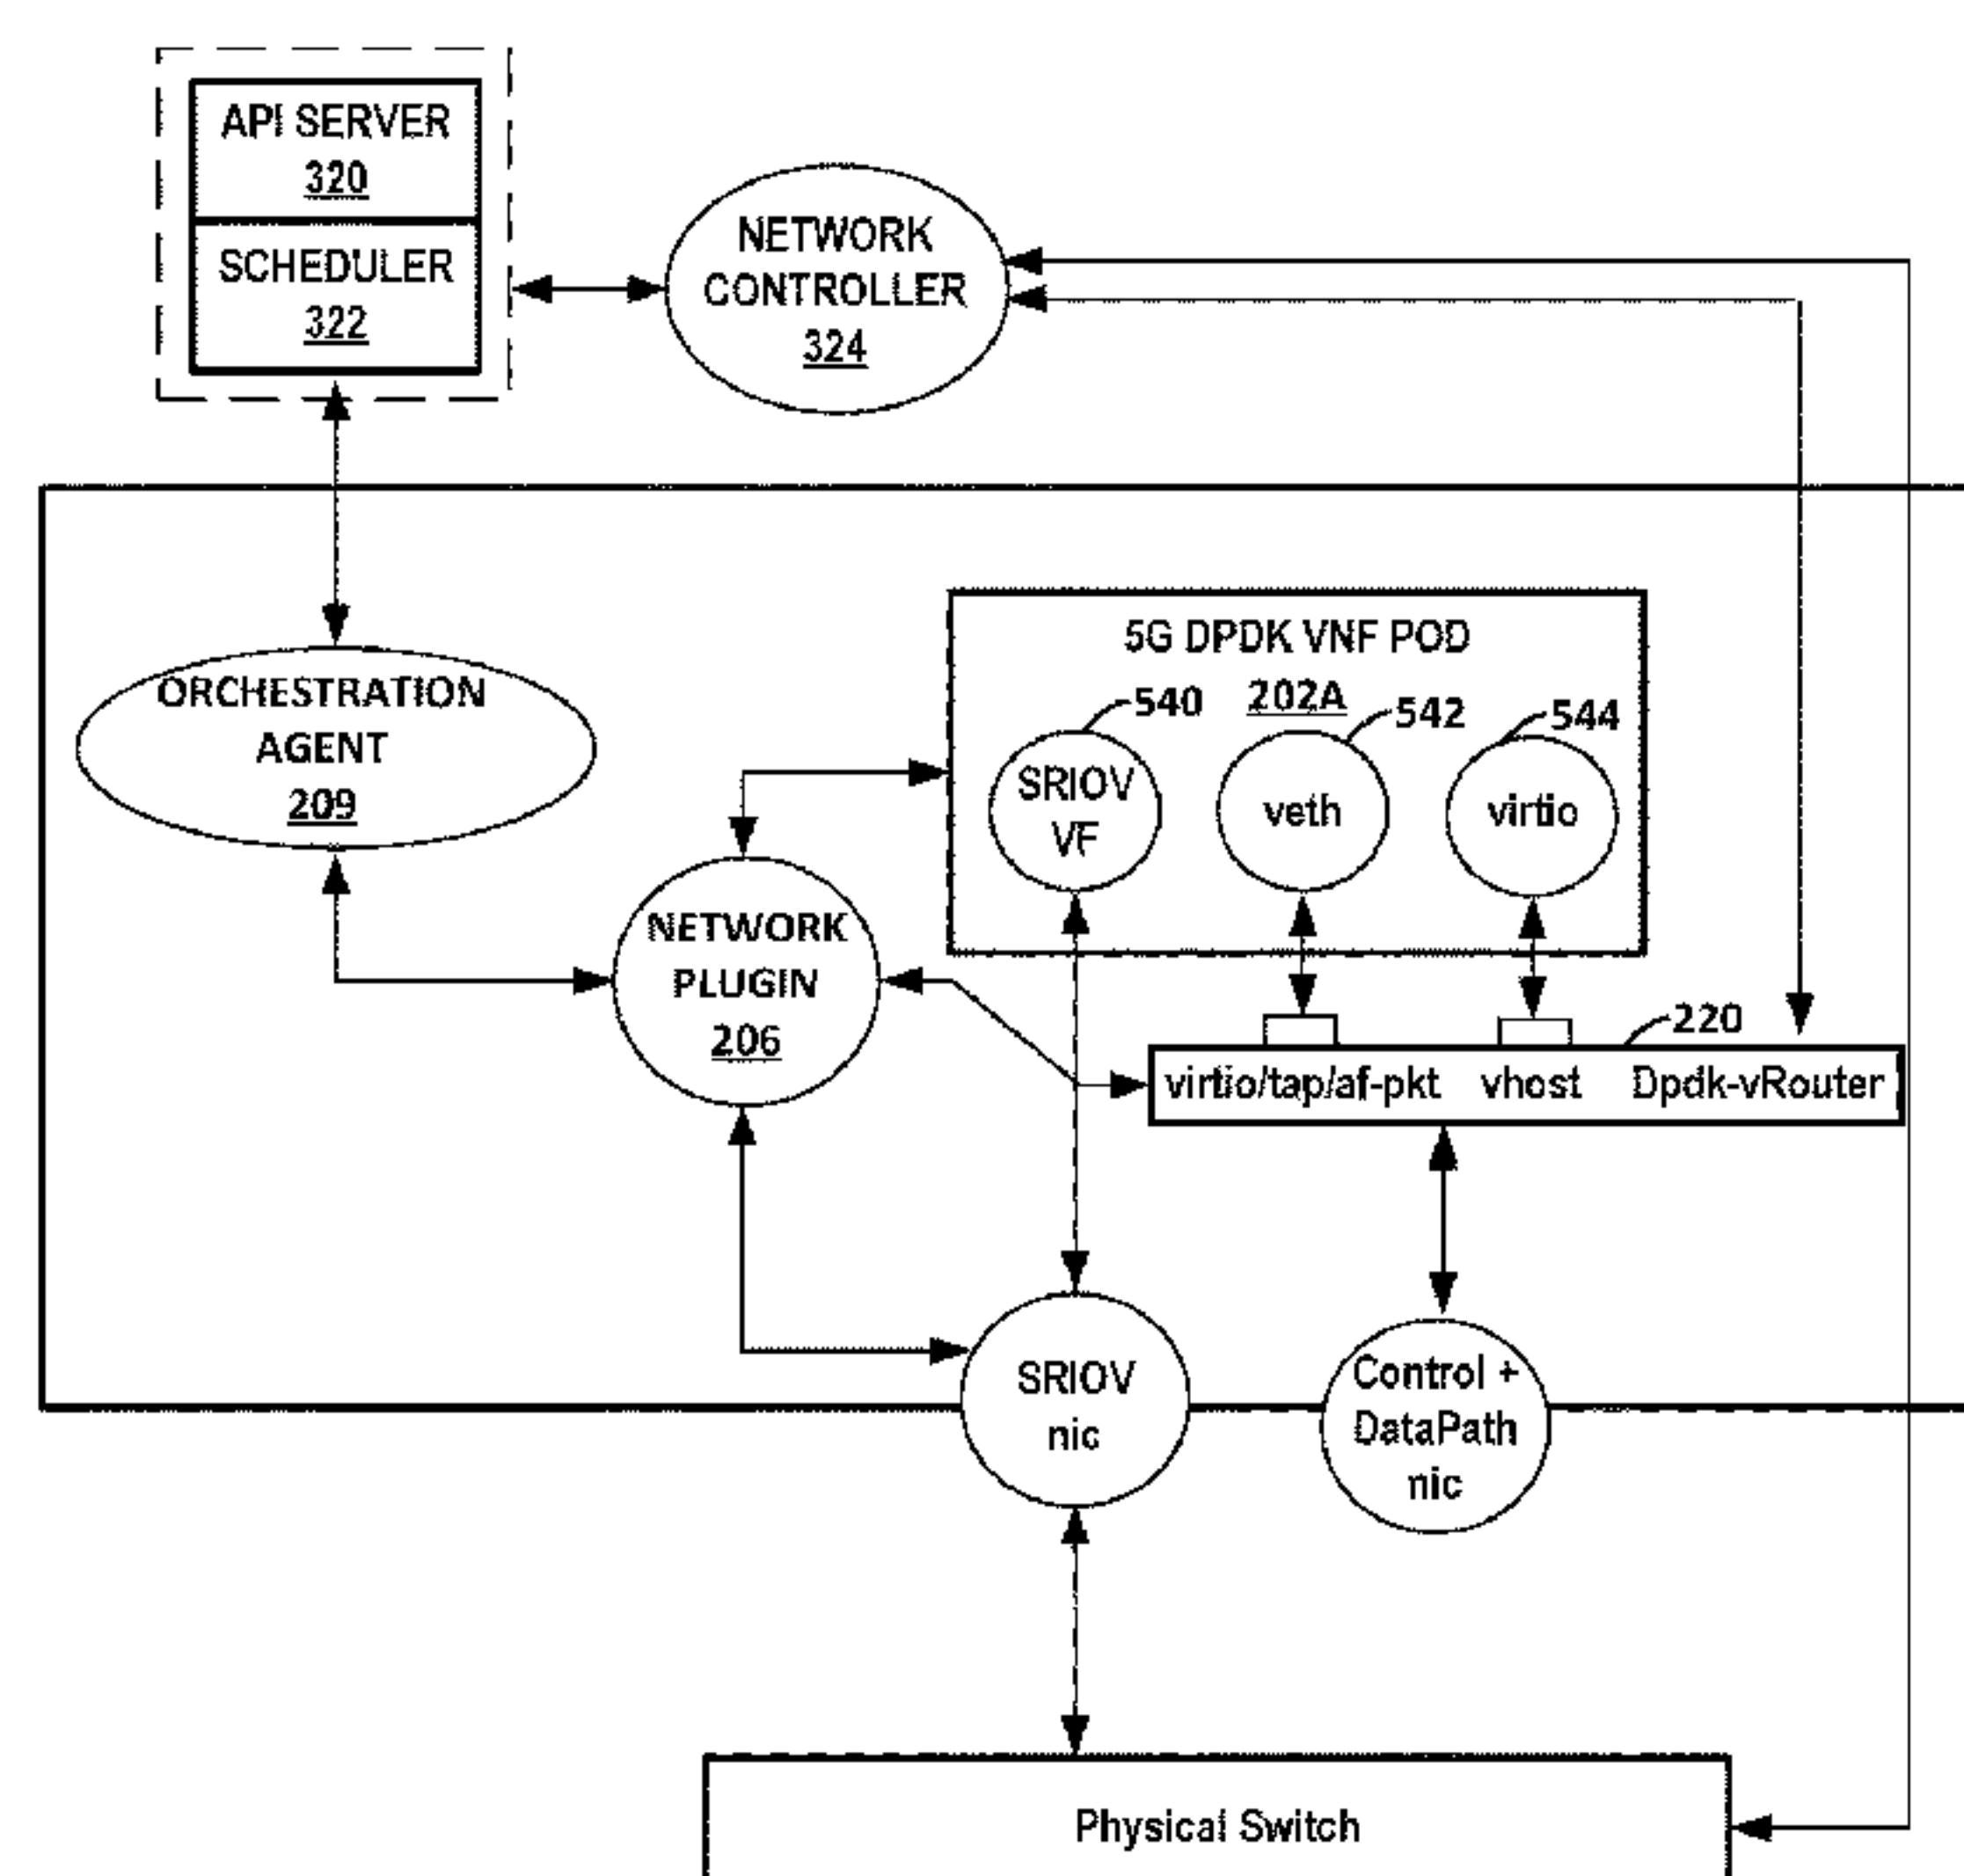 API SERVER
320
SCHEDULER
322
NETWORK
CONTROLLER
324
5G DPDK VNF POD
202A
540
542
544
ORCHESTRATION
AGENT
209
SRIOV
VF
veth
virtio
NETWORK
PLUGIN
206
220
virtio/tap/af-pkt vhost Dpdk-vRouter
SRIOV
nic
Control +
DataPath
nic
Physical Switch